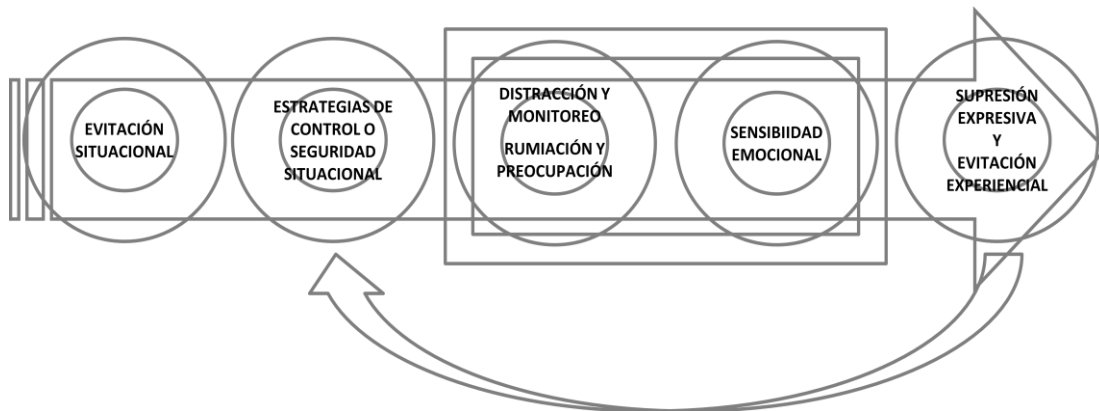 EVITACIÓN
SITUACIONAL
ESTRATEGIAS DE
CONTROL O
SEGURIDAD
SITUACIONAL
DISTRACCIÓN Y
MONITOREO
RUMIACIÓN Y
PREOCUPACIÓN
SENSIBIIDAD
EMOCIONAL
SUPRESIÓN
EXPRESIVA
Y
EVITACIÓN
EXPERIENCIAL